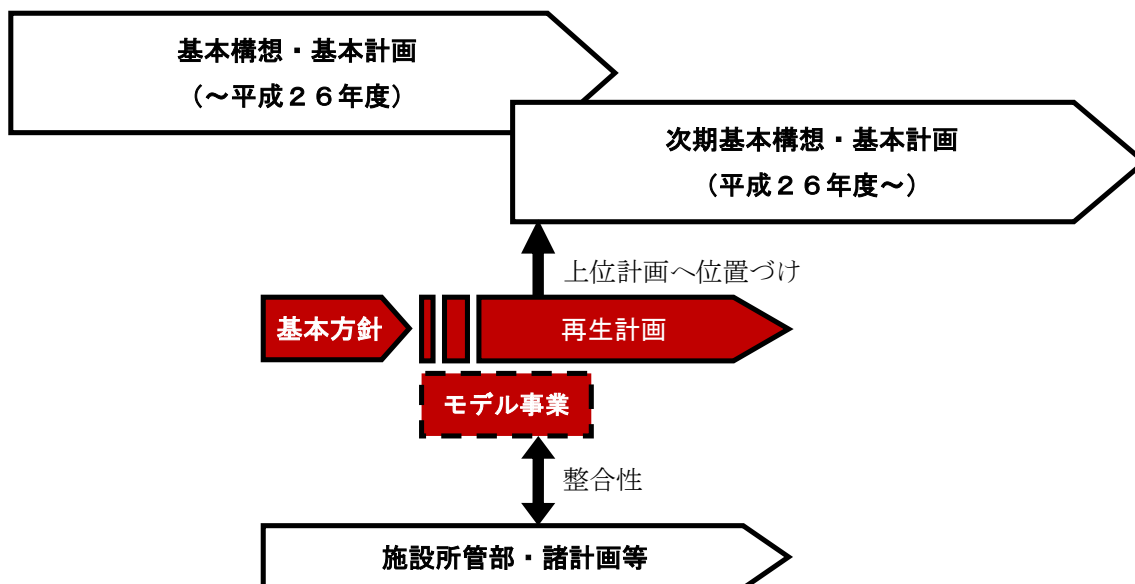 基本構想・基本計画
（～平成２６年度）
次期基本構想・基本計画
（平成２６年度～）
上位計画へ位置づけ
基本方針
再生計画
モデル事業
整合性
施設所管部・諸計画等